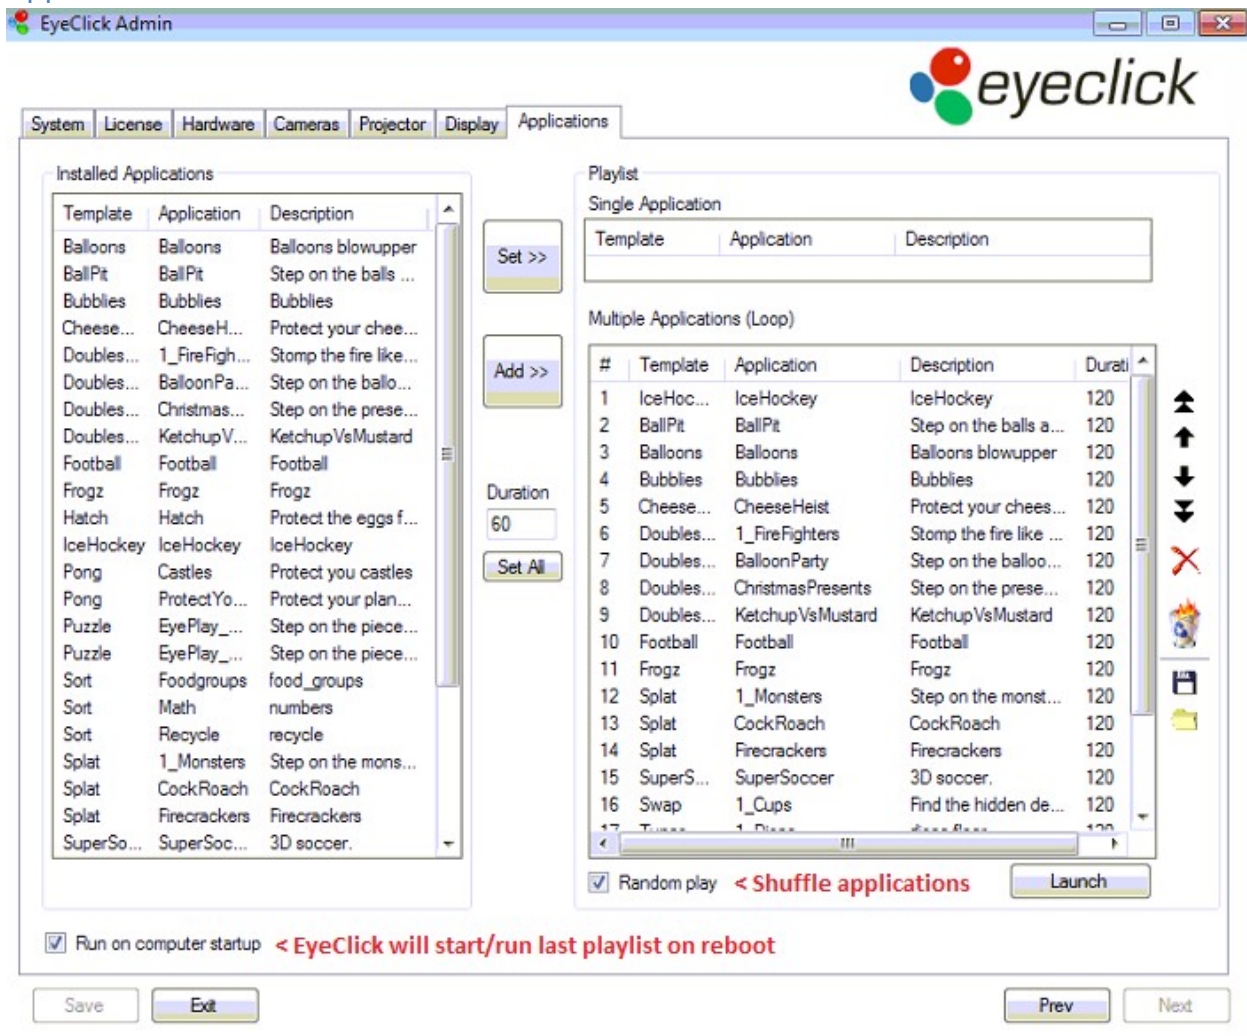 EyeClick Admin
eyeclick
System License Hardware Cameras Projector Display Applications
Installed Applications
Template Application Description
Balloons Balloons Balloons blowupper
BallPit BallPit Step on the balls ...
Bubblies Bubblies Bubblies
Cheese... CheeseH... Protect your chee...
Doubles... 1_FireFigh... Stomp the fire like...
Doubles... BalloonPa... Step on the ballo...
Doubles... Christmas... Step on the prese...
Doubles... KetchupV... KetchupVsMustard
Football Football Football
Frogz Frogz Frogz
Hatch Hatch Protect the eggs f...
IceHockey IceHockey IceHockey
Pong Castles Protect you castles
Pong ProtectYo... Protect your plan...
Puzzle EyePlay_... Step on the piece...
Puzzle EyePlay_... Step on the piece...
Sort Foodgroups food_groups
Sort Math numbers
Sort Recycle recycle
Splat 1_Monsters Step on the mons...
Splat CockRoach CockRoach
Splat Firecrackers Firecrackers
SuperSo... SuperSoc... 3D soccer.
Set >>
Add >>
Duration
60
Set All
Playlist
Single Application
Template Application Description
Multiple Applications (Loop)
# Template Application Description Durati
1 IceHoc... IceHockey IceHockey 120
2 BallPit BallPit Step on the balls a... 120
3 Balloons Balloons Balloons blowupper 120
4 Bubblies Bubblies Bubblies 120
5 Cheese... CheeseHeist Protect your chees... 120
6 Doubles... 1_FireFighters Stomp the fire like ... 120
7 Doubles... BalloonParty Step on the balloo... 120
8 Doubles... ChristmasPresents Step on the prese... 120
9 Doubles... KetchupVsMustard KetchupVsMustard 120
10 Football Football Football 120
11 Frogz Frogz Frogz 120
12 Splat 1_Monsters Step on the monst... 120
13 Splat CockRoach CockRoach 120
14 Splat Firecrackers Firecrackers 120
15 SuperS... SuperSoccer 3D soccer. 120
16 Swap 1_Cups Find the hidden de... 120
Random play < Shuffle applications Launch
Run on computer startup < EyeClick will start/run last playlist on reboot
Save Exit Prev Next